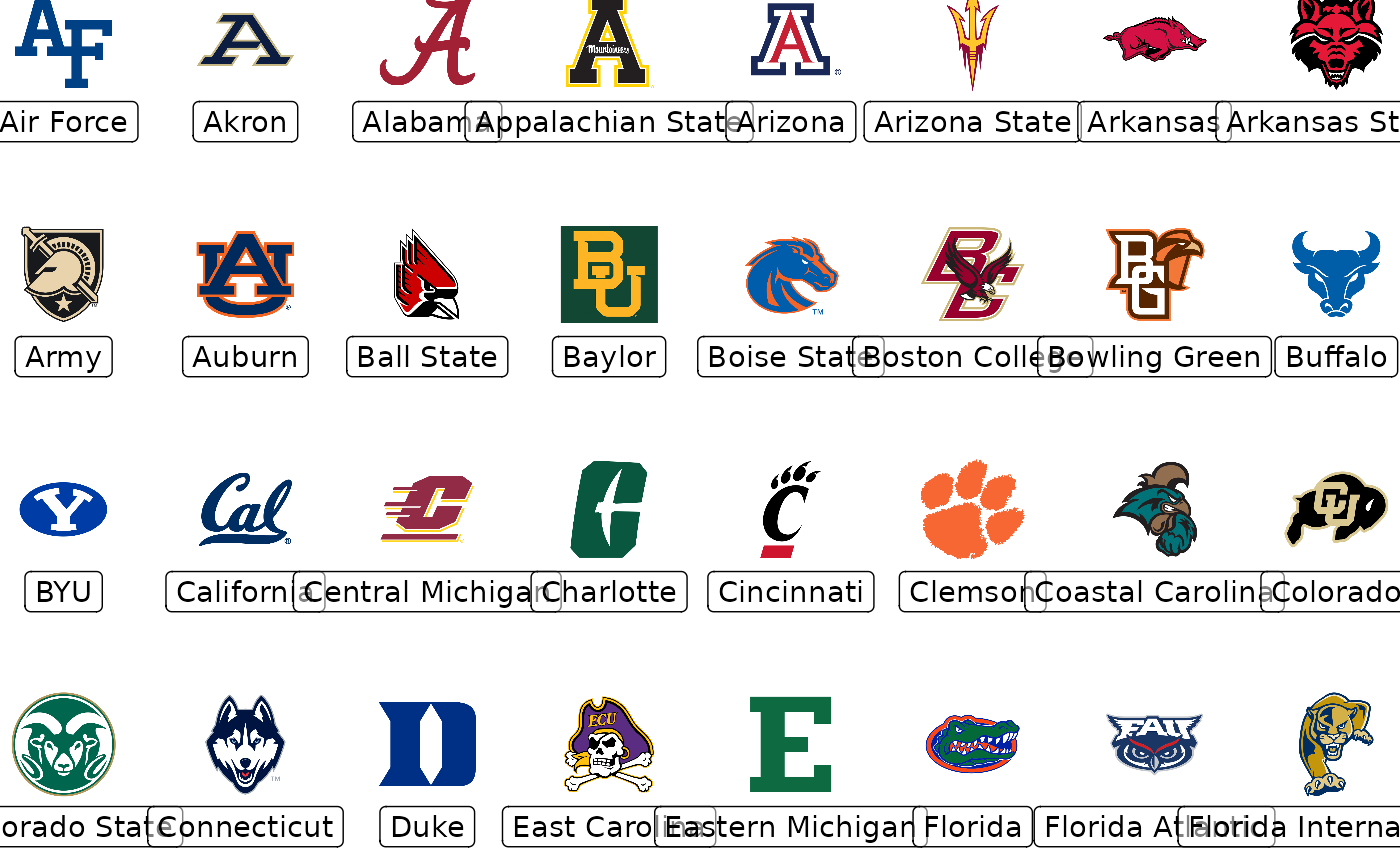 AF A A A Mountaineers A
Air Force Akron Alabama Appalachian State Arizona Arizona State Arkansas Arkansas St
AU BU TM BC BG
Army Auburn Ball State Baylor Boise State Boston College Bowling Green Buffalo
Y Cal C C C CU
BYU California Central Michigan Charlotte Cincinnati Clemson Coastal Carolina Colorado
TM D ECU E FAU
orado State Connecticut Duke East Carolina Eastern Michigan Florida Florida Atlantic Florida Interna